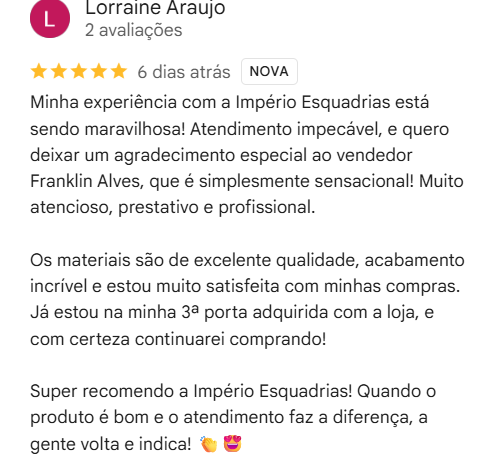 Lorraine Araujo
2 avaliações
L
★★★★★ 6 dias atrás NOVA
Minha experiência com a Império Esquadrias está
sendo maravilhosa! Atendimento impecável, e quero
deixar um agradecimento especial ao vendedor
Franklin Alves, que é simplesmente sensacional! Muito
atencioso, prestativo e profissional.
Os materiais são de excelente qualidade, acabamento
incrível e estou muito satisfeita com minhas compras.
Já estou na minha 3ª porta adquirida com a loja, e
com certeza continuarei comprando!
Super recomendo a Império Esquadrias! Quando o
produto é bom e o atendimento faz a diferença, a
gente volta e indica! 👏 😍